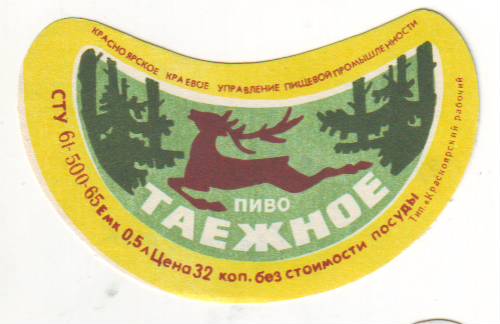 КРАСНОЯРСКОЕ КРАЕВОЕ УПРАВЛЕНИЕ ПИЩЕВОЙ ПРОМЫШЛЕННОСТИ
ПИВО
ТАЕЖНОЕ
СТУ 61-500-65 Емк 0,5л Цена 32 коп. без стоимости посуды
Тип. «Красноярский рабочий